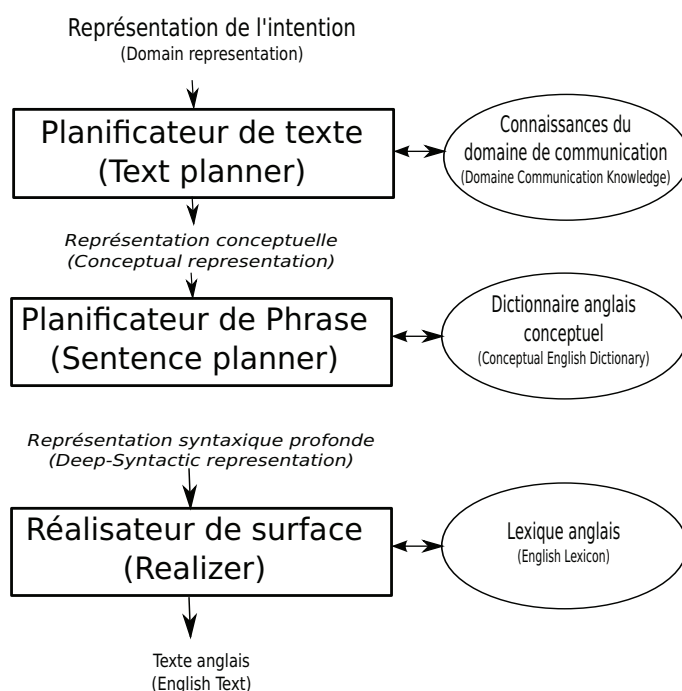 Représentation de l'intention
(Domain representation)
Planificateur de texte
(Text planner)
Connaissances du
domaine de communication
(Domaine Communication Knowledge)
Représentation conceptuelle
(Conceptual representation)
Planificateur de Phrase
(Sentence planner)
Dictionnaire anglais
conceptuel
(Conceptual English Dictionary)
Représentation syntaxique profonde
(Deep-Syntactic representation)
Réalisateur de surface
(Realizer)
Lexique anglais
(English Lexicon)
Texte anglais
(English Text)